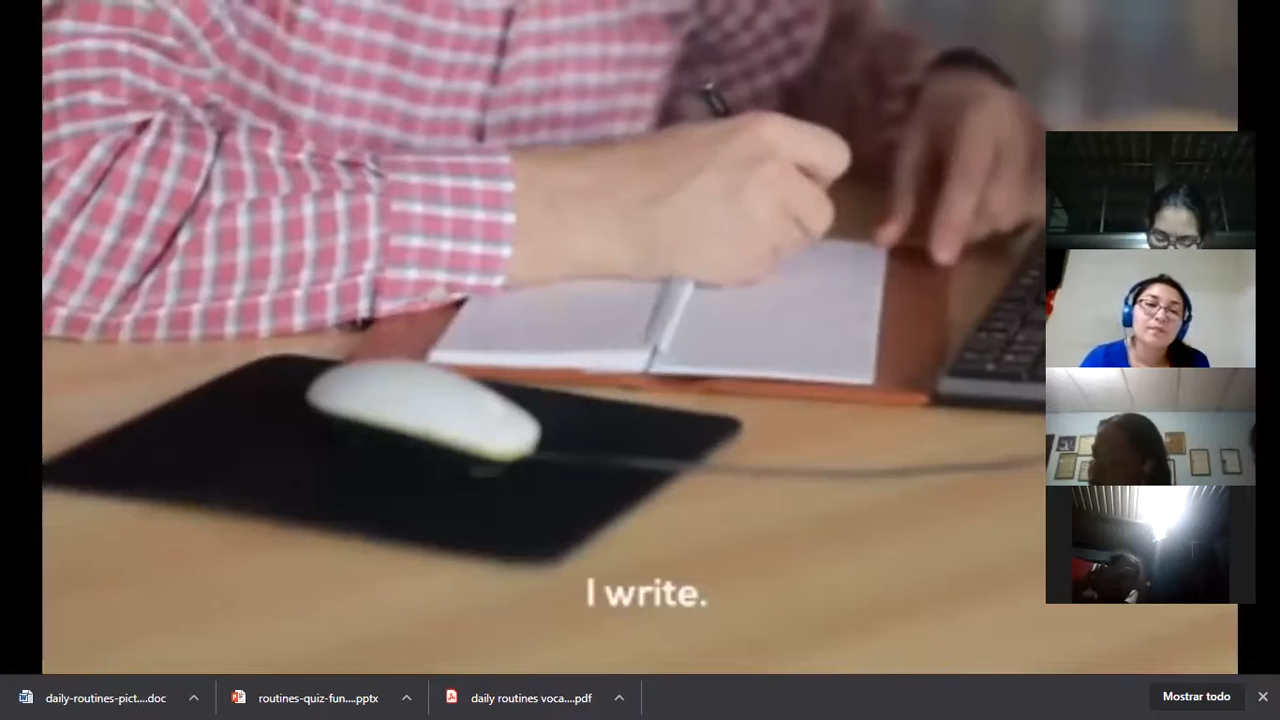 I write.
daily-routines-pict....doc
routines-quiz-fun....pptx
daily routines voca....pdf
Mostrar todo